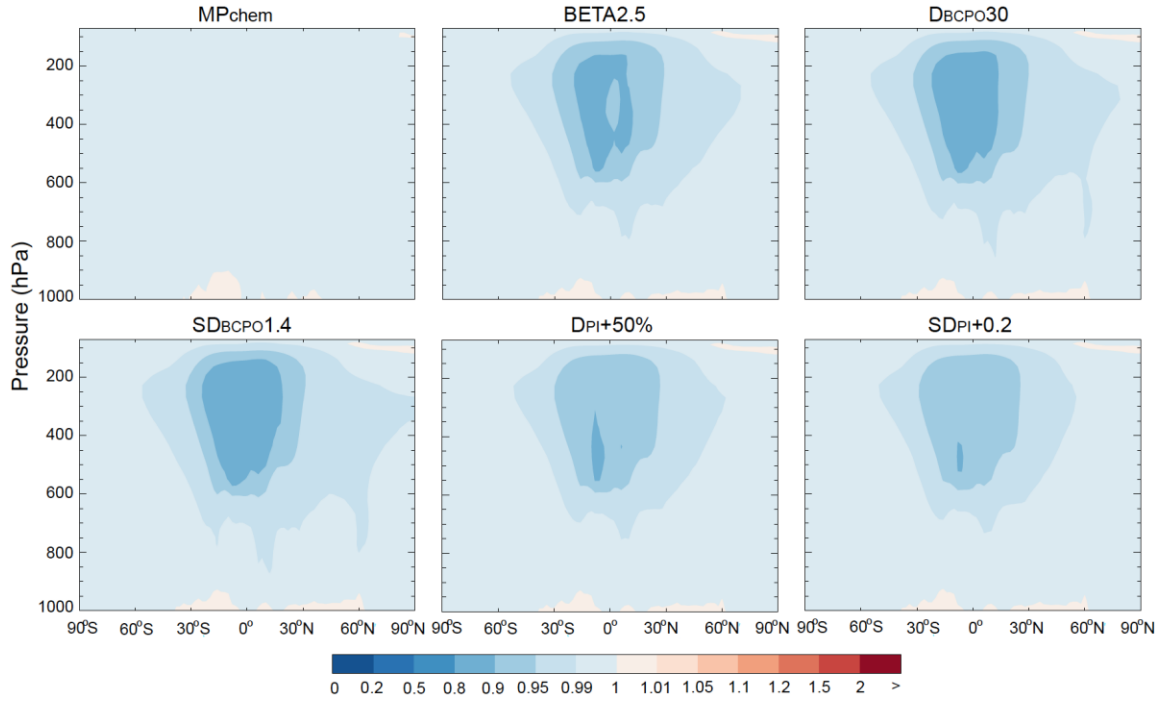 MPchem BETA2.5 DBCPO30
200
400
600
800
1000
Pressure (hPa)
SDBCPO1.4 DPI+50% SDPI+0.2
200
400
600
800
1000
90°S 60°S 30°S 0° 30°N 60°N 90°N 60°S 30°S 0° 30°N 60°N 90°N 60°S 30°S 0° 30°N 60°N 90°N
0 0.2 0.5 0.8 0.9 0.95 0.99 1 1.01 1.05 1.1 1.2 1.5 2 >